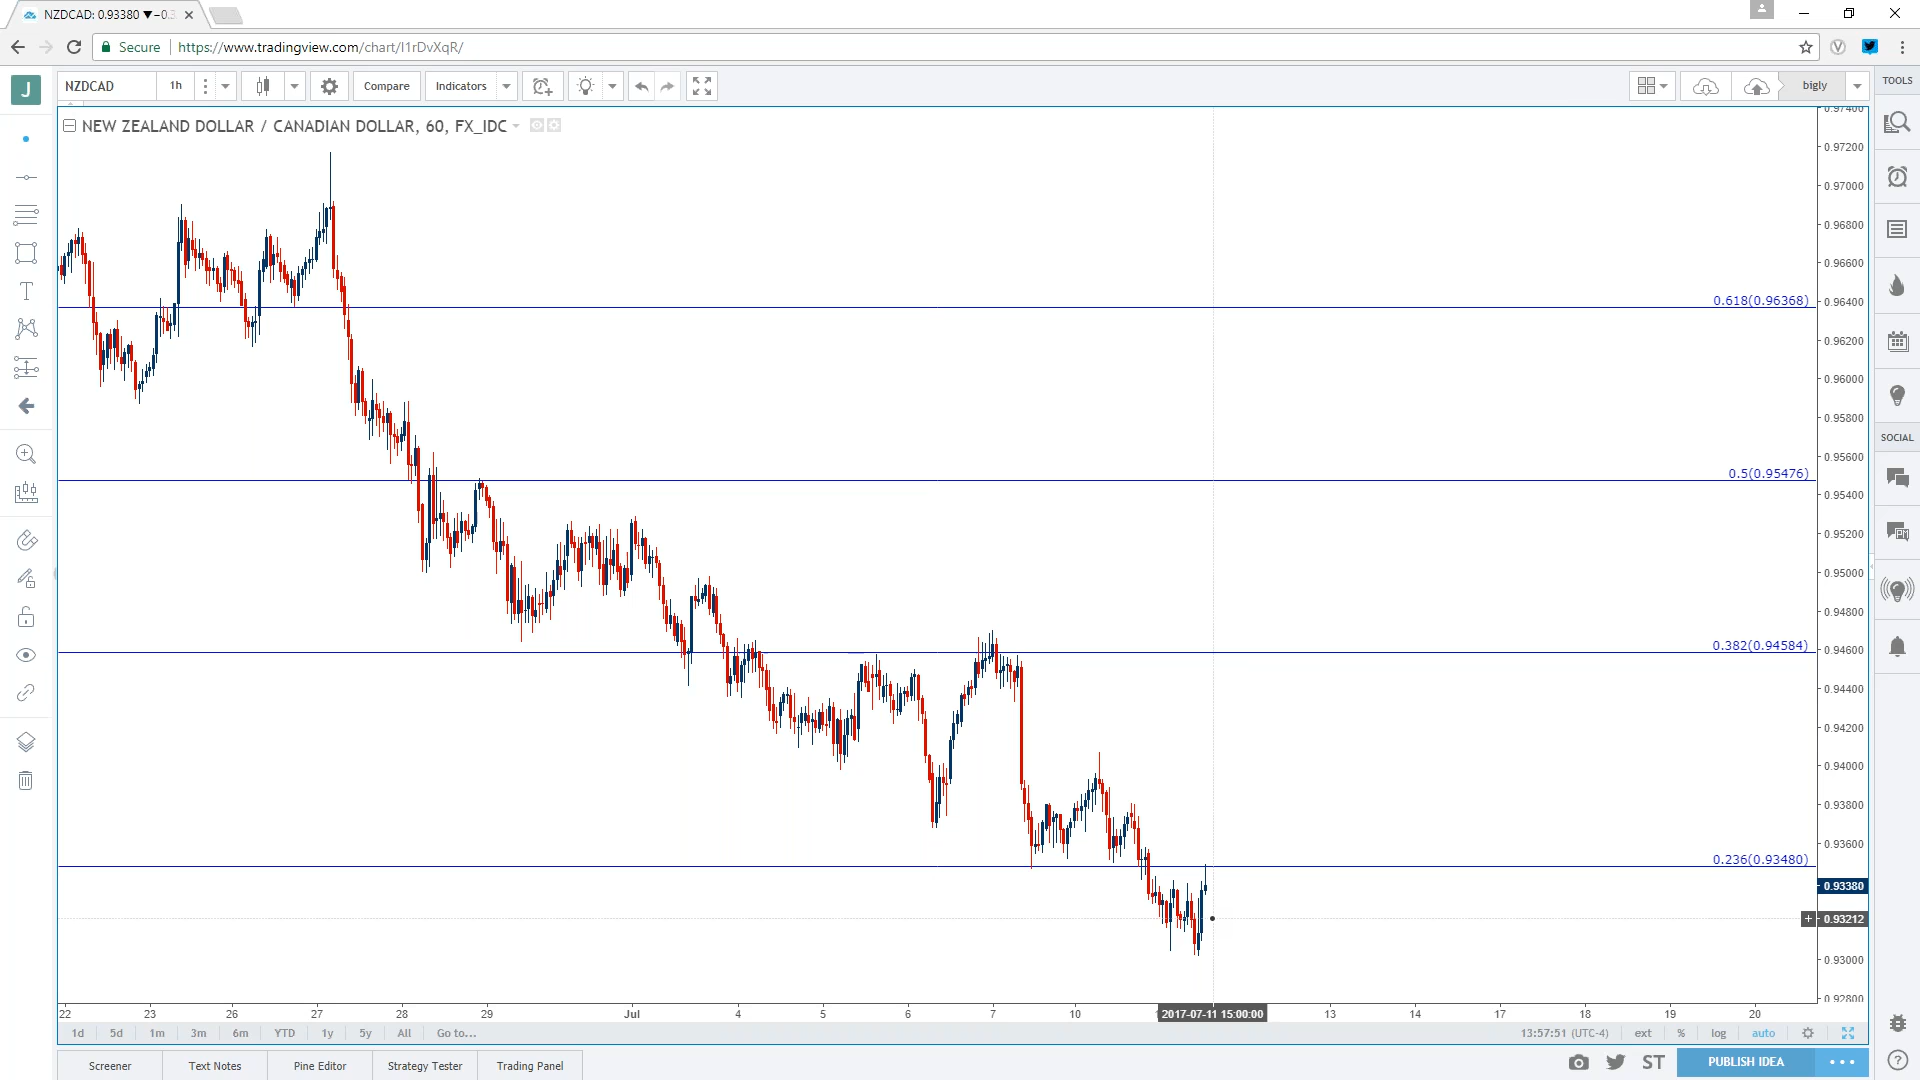 NZDCAD: 0.93380 ▼−0.3
Secure
https://www.tradingview.com/chart/I1rDvXqR/
J
NZDCAD 1h Compare Indicators bigly
TOOLS
NEW ZEALAND DOLLAR / CANADIAN DOLLAR, 60, FX_IDC
0.97400
0.97200
0.97000
0.96800
0.96600
0.618(0.96368)
0.96400
0.96200
0.96000
0.95800
SOCIAL
0.95600
0.5(0.95476)
0.95400
0.95200
0.95000
0.94800
0.382(0.94584)
0.94600
0.94400
0.94200
0.94000
0.93800
0.93600
0.236(0.93480)
0.93380
+ 0.93212
0.93000
0.92800
22 23 26 27 28 29 Jul 4 5 6 7 10 2017-07-11 15:00:00 13 14 17 18 19 20
1d 5d 1m 3m 6m YTD 1y 5y All Go to... 13:57:51 (UTC-4) ext % log auto
Screener Text Notes Pine Editor Strategy Tester Trading Panel ST PUBLISH IDEA